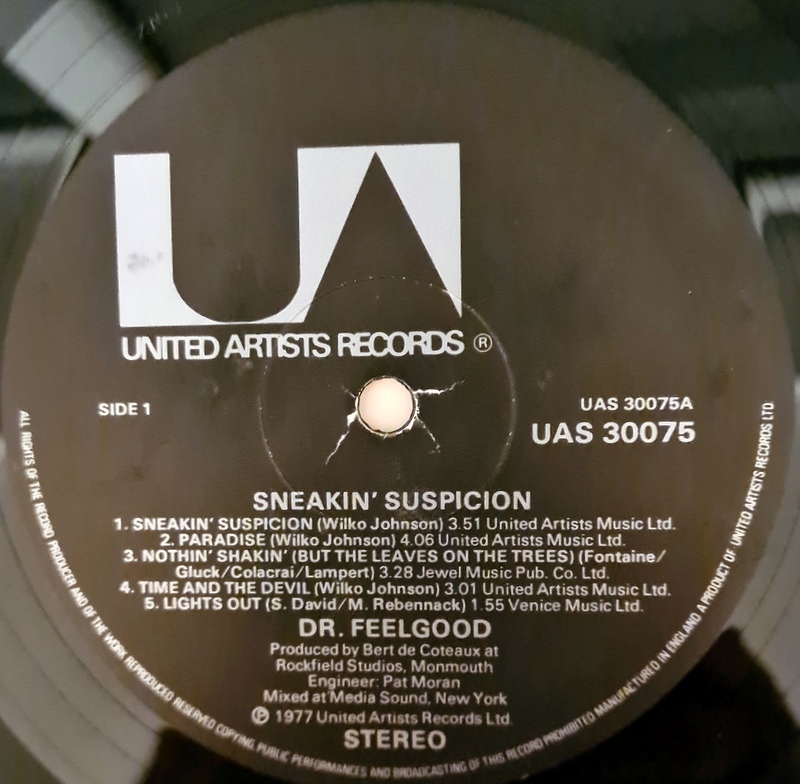 UA
UNITED ARTISTS RECORDS ®
SIDE 1
UAS 30075A
UAS 30075
SNEAKIN' SUSPICION
1. SNEAKIN' SUSPICION (Wilko Johnson) 3.51 United Artists Music Ltd.
2. PARADISE (Wilko Johnson) 4.06 United Artists Music Ltd.
3. NOTHIN' SHAKIN' (BUT THE LEAVES ON THE TREES) (Fontaine/
Gluck/Colacrai/Lampert) 3.28 Jewel Music Pub. Co. Ltd.
4. TIME AND THE DEVIL (Wilko Johnson) 3.01 United Artists Music Ltd.
5. LIGHTS OUT (S. David/M. Rebennack) 1.55 Venice Music Ltd.
DR. FEELGOOD
Produced by Bert de Coteaux at
Rockfield Studios, Monmouth
Engineer: Pat Moran
Mixed at Media Sound, New York
℗ 1977 United Artists Records Ltd.
STEREO
ALL RIGHTS OF THE RECORD PRODUCER AND OF THE WORK REPRODUCED RESERVED COPYING, PUBLIC PERFORMANCES AND BROADCASTING OF THIS RECORD PROHIBITED MANUFACTURED IN ENGLAND A PRODUCT OF UNITED ARTISTS RECORDS LTD.